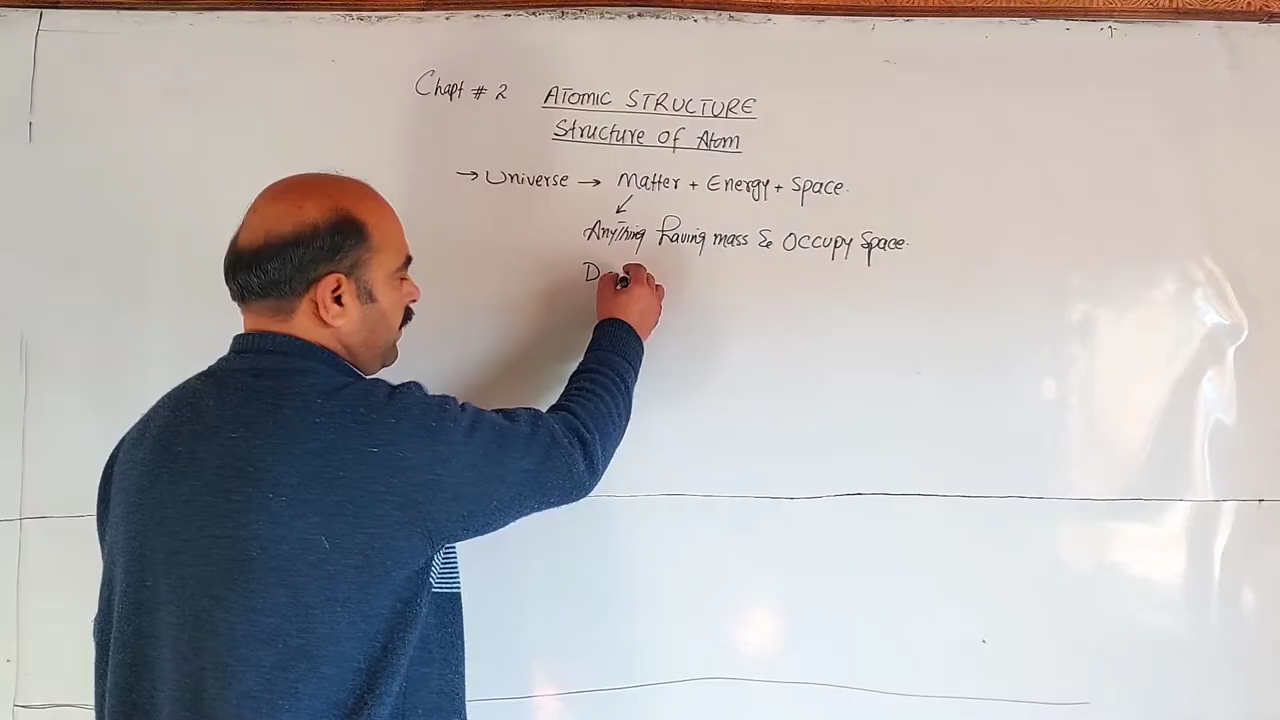 Chapt # 2 ATOMIC STRUCTURE
Structure of Atom
→ Universe → Matter + Energy + Space.
Anything having mass & Occupy Space.
D